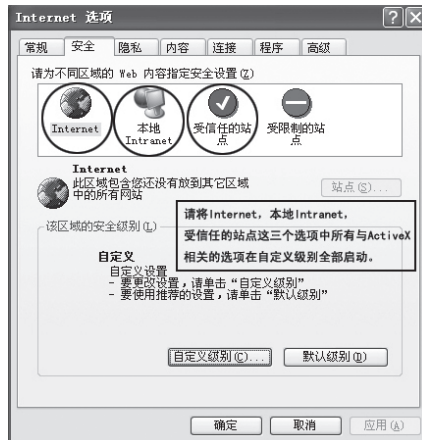 Internet 选项
常规 安全 隐私 内容 连接 程序 高级
请为不同区域的 Web 内容指定安全设置(Z)
Internet 本地 受信任的站 受限制的站
Intranet 点 点
Internet
此区域包含您还没有放到其它区域
中的所有网站
站点(S)...
请将Internet，本地Intranet，
受信任的站点这三个选项中所有与ActiveX
相关的选项在自定义级别全部启动。
该区域的安全级别(L)
自定义
自定义设置
- 要更改设置，请单击“自定义级别”
- 要使用推荐的设置，请单击“默认级别”
自定义级别(C)... 默认级别(D)
确定 取消 应用(A)